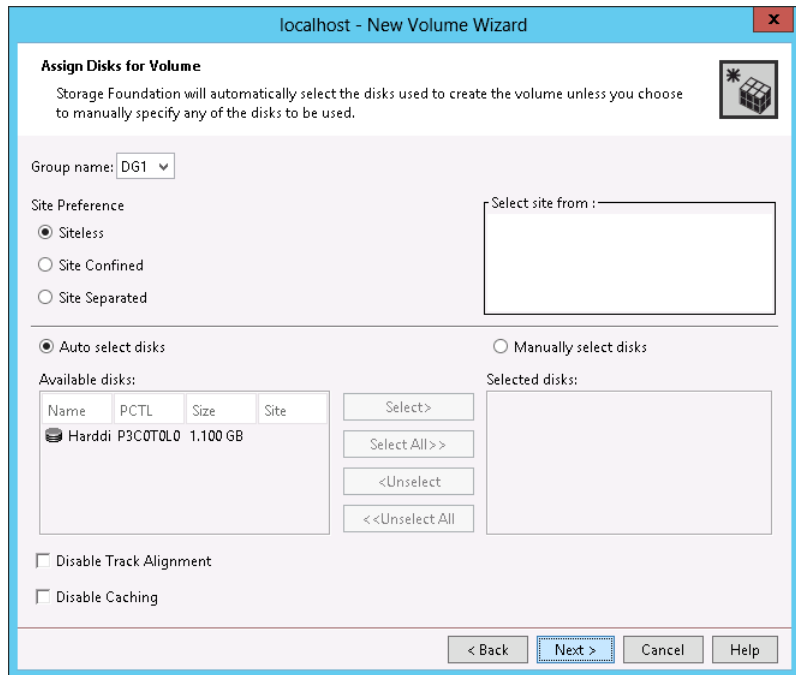 localhost - New Volume Wizard
x
Assign Disks for Volume
Storage Foundation will automatically select the disks used to create the volume unless you choose
to manually specify any of the disks to be used.
Group name: DG1
Site Preference
Select site from :
Siteless
Site Confined
Site Separated
Auto select disks
Manually select disks
Available disks:
Selected disks:
Name PCTL Size Site
Harddi P3C0T0L0 1.100 GB
Select>
Select All>>
<Unselect
<<Unselect All
Disable Track Alignment
Disable Caching
< Back Next > Cancel Help